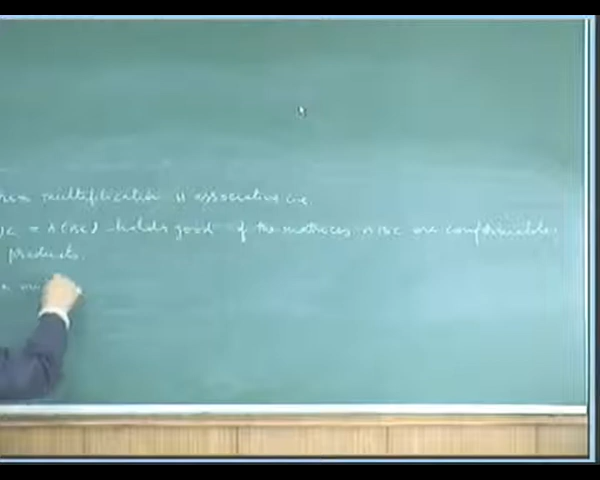 multiplication is associative i.e
= A(BC) holds good if the matrices A, B, C are conformable
products.